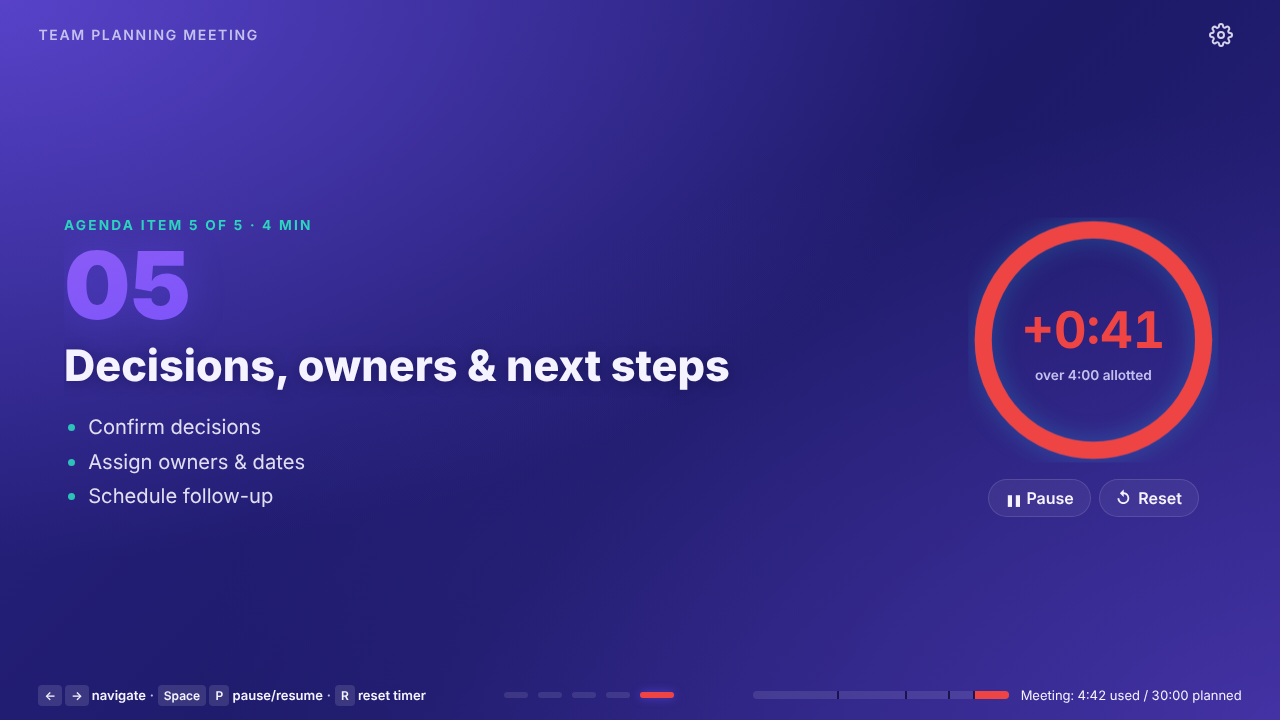 TEAM PLANNING MEETING
AGENDA ITEM 5 OF 5 · 4 MIN
05
Decisions, owners & next steps
• Confirm decisions
• Assign owners & dates
• Schedule follow-up
+0:41
over 4:00 allotted
Pause
Reset
← → navigate · Space P pause/resume · R reset timer
Meeting: 4:42 used / 30:00 planned